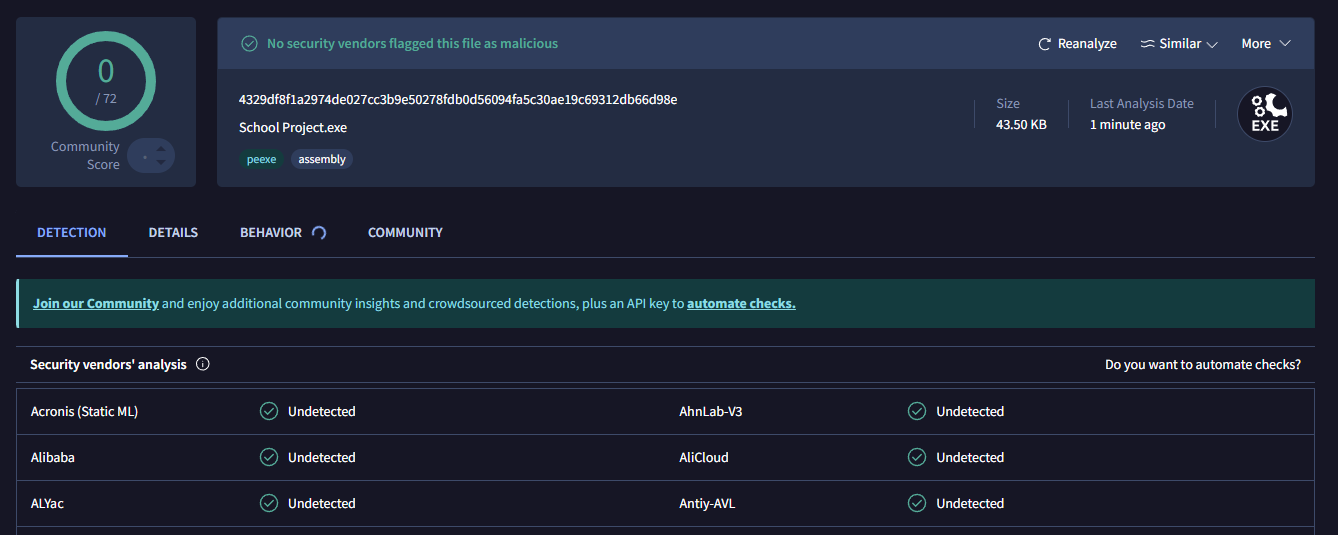 0
/ 72
Community
Score
No security vendors flagged this file as malicious
Reanalyze
Similar
More
4329df8f1a2974de027cc3b9e50278fdb0d56094fa5c30ae19c69312db66d98e
School Project.exe
peexe
assembly
Size
43.50 KB
Last Analysis Date
1 minute ago
EXE
DETECTION
DETAILS
BEHAVIOR
COMMUNITY
Join our Community and enjoy additional community insights and crowdsourced detections, plus an API key to automate checks.
Security vendors' analysis
Do you want to automate checks?
Acronis (Static ML)
Undetected
AhnLab-V3
Undetected
Alibaba
Undetected
AliCloud
Undetected
ALYac
Undetected
Antiy-AVL
Undetected